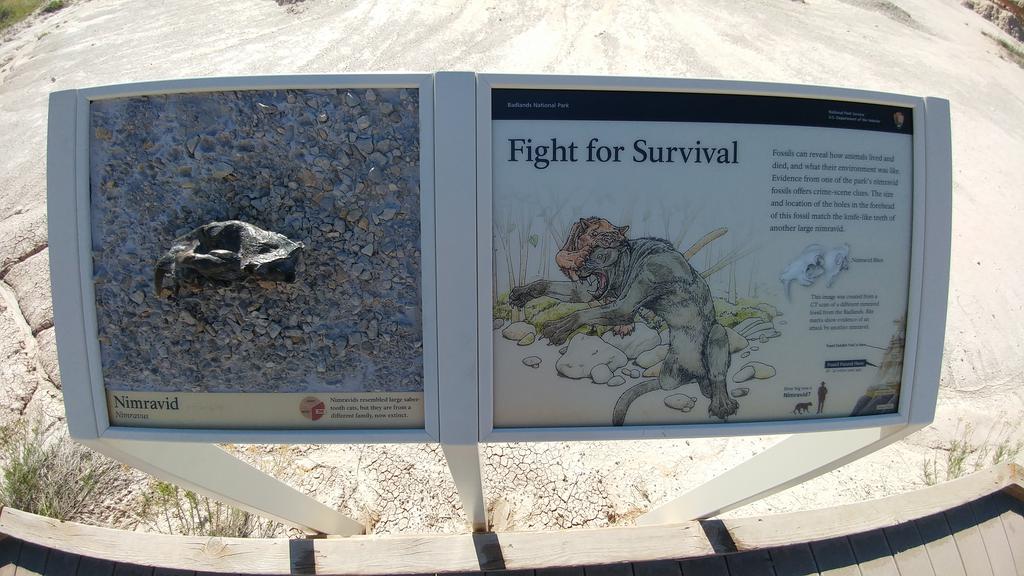 Nimravid
Nimravus
Nimravids resembled large saber-
tooth cats, but they are from a
different family, now extinct.
Badlands National Park
National Park Service
U.S. Department of the Interior
Fight for Survival
Fossils can reveal how animals lived and
died, and what their environment was like.
Evidence from one of the park's nimravid
fossils offers crime-scene clues. The size
and location of the holes in the forehead
of this fossil match the knife-like teeth of
another large nimravid.
Nimravid Bites
This image was created from a
CT scan of a different nimravid
fossil from the Badlands. Bite
marks show evidence of an
attack by another nimravid.
Fossil Found Here
How big was a
Nimravid?